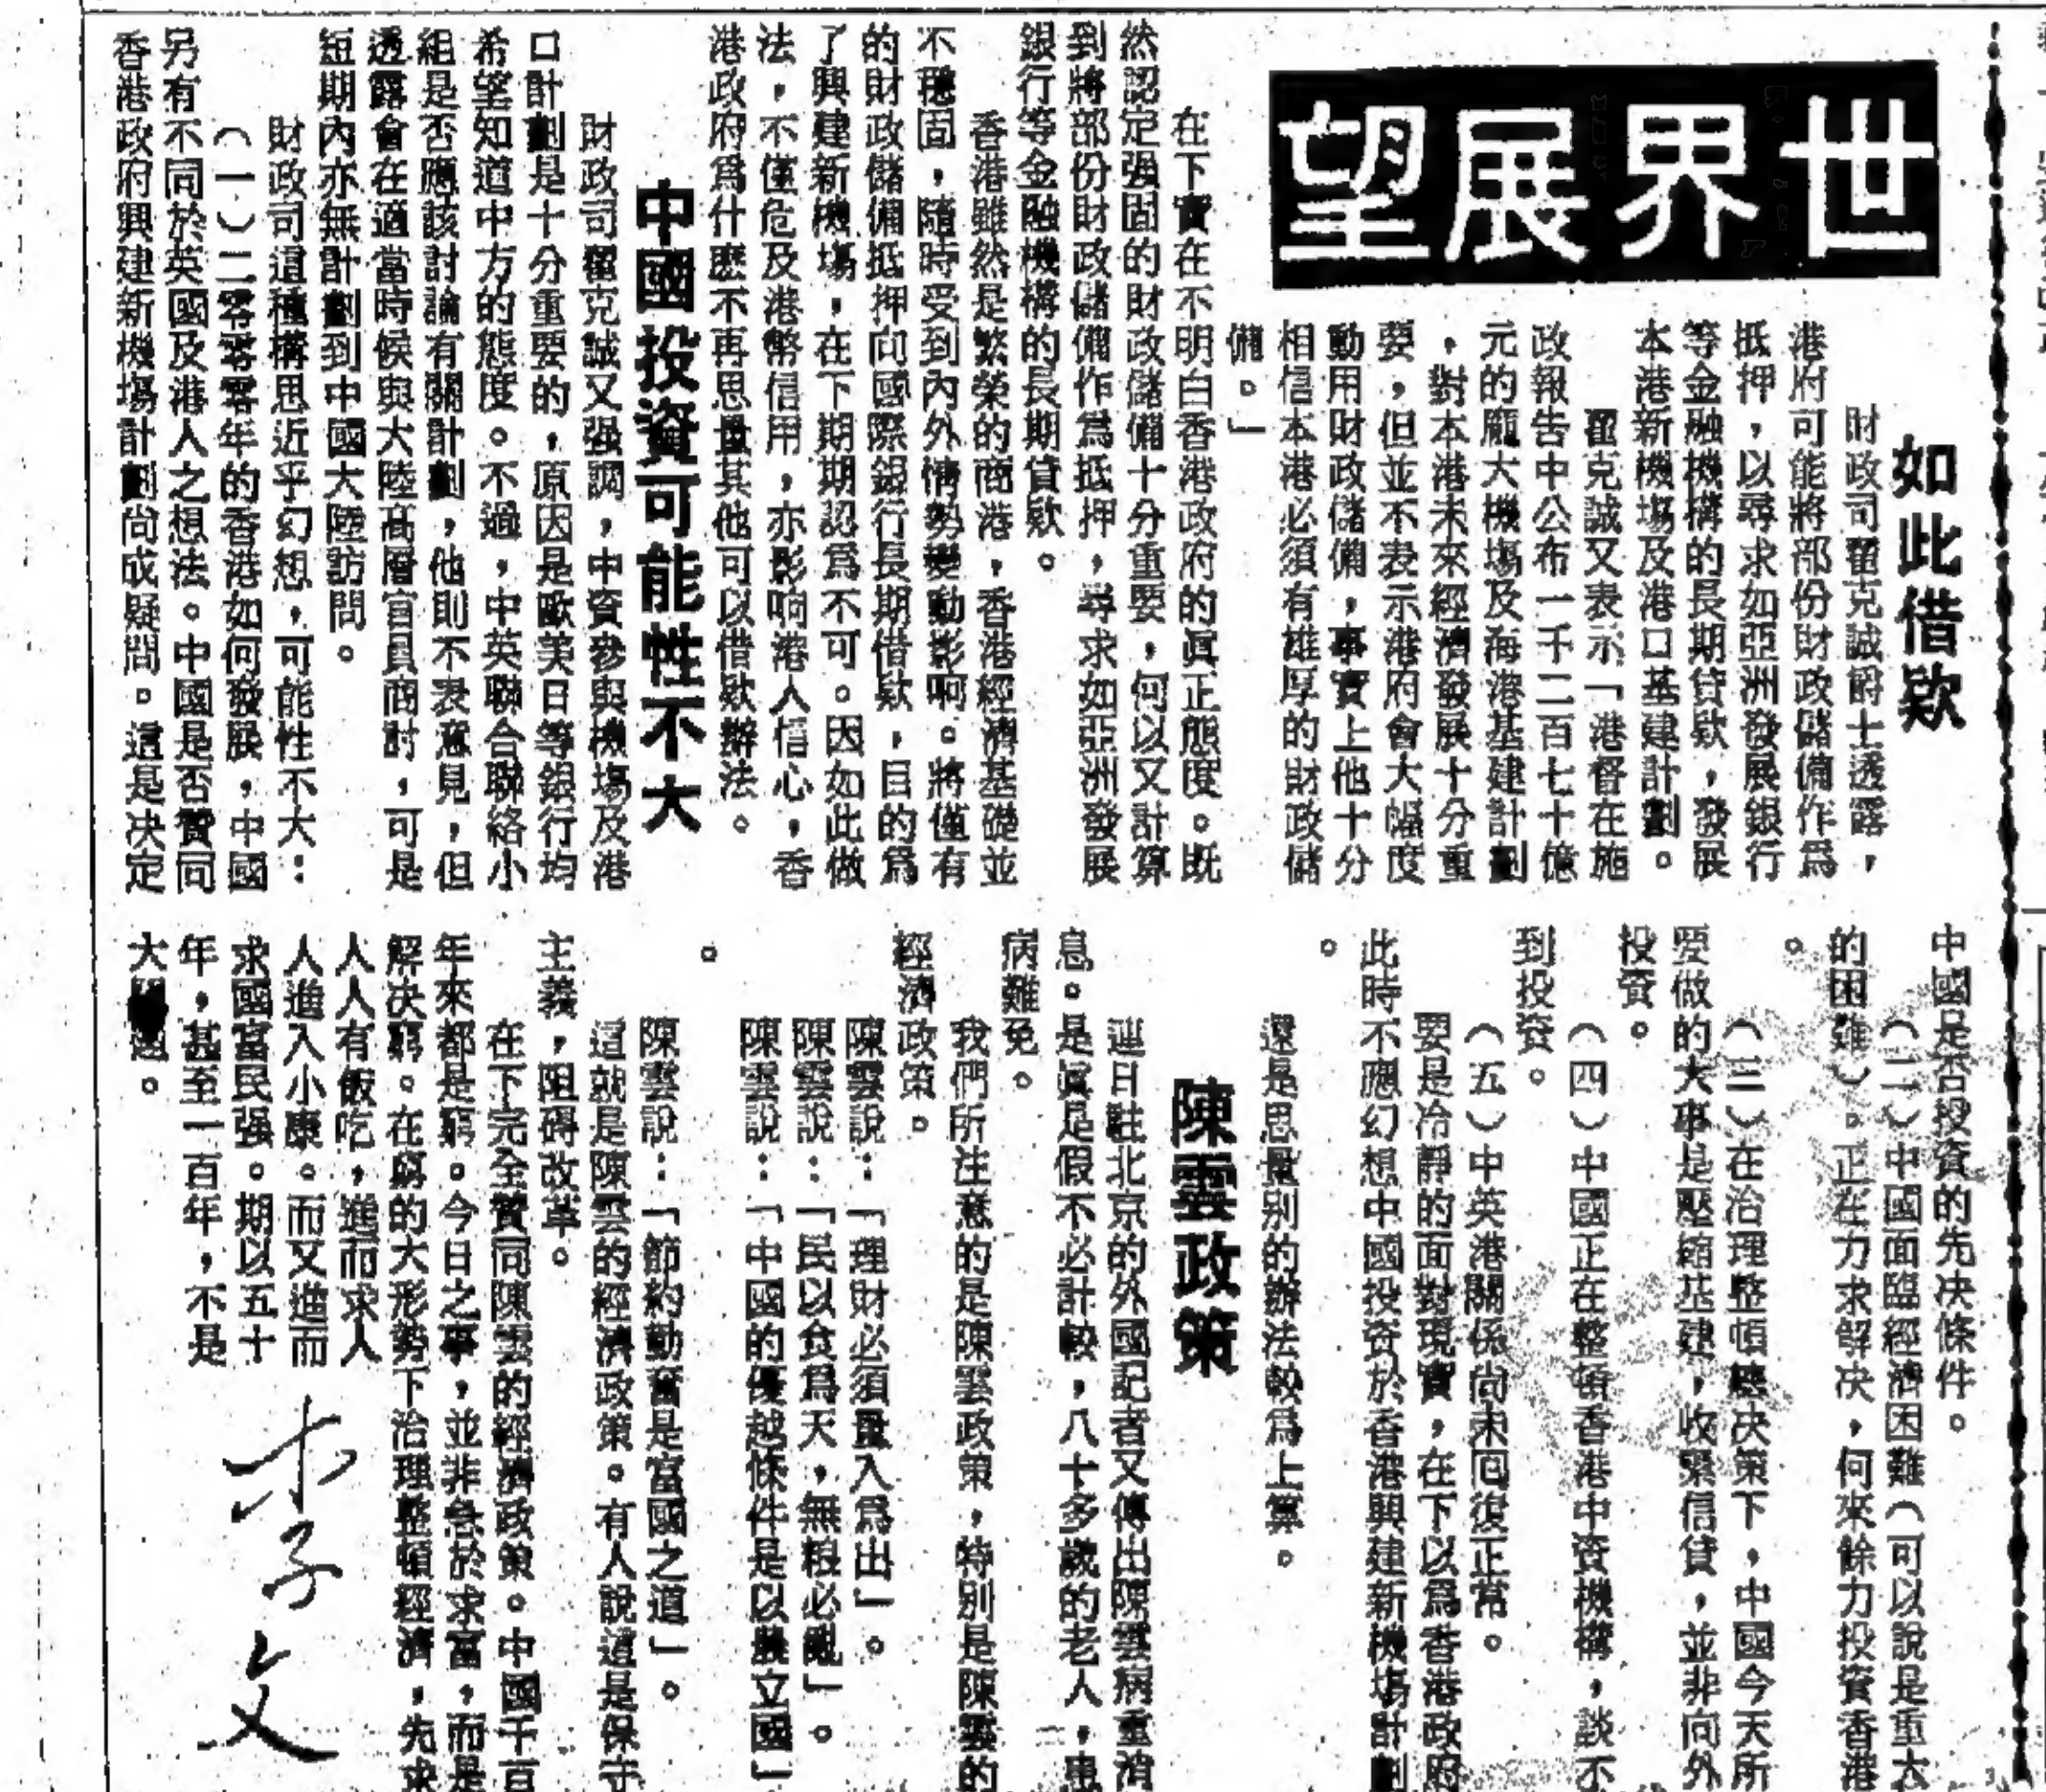 世界展望
如此借欵
財政司翟克誠爵士透露，
港府可能將部份財政儲備作爲
抵押，以尋求如亞洲發展銀行
等金融機構的長期貸欵，發展
本港新機場及港口基建計劃。
翟克誠又表示「港督在施
政報告中公布一千二百七十億
元的龐大機場及海港基建計劃
，對本港未來經濟發展十分重
要，但並不表示港府會大幅度
動用財政儲備，事實上他十分
相信本港必須有雄厚的財政儲
備。」
在下實在不明白香港政府的眞正態度。既
然認定强固的財政儲備十分重要，何以又計算
到將部份財政儲備作爲抵押，尋求如亞洲發展
銀行等金融機構的長期貸欵。
香港雖然是繁榮的商港，香港經濟基礎並
不穩固，隨時受到內外情勢變動影响。將僅有
的財政儲備抵押向國際銀行長期借欵，目的爲
了興建新機場，在下期期認爲不可。因如此做
法，不僅危及港幣信用，亦影响港人信心，香
港政府爲什麽不再思量其他可以借欵辦法。
中國投資可能性不大
財政司翟克誠又强調，中資參與機場及港
口計劃是十分重要的，原因是歐美日等銀行均
希望知道中方的態度。不過，中英聯合聯絡小
組是否應該討論有關計劃，他則不表意見，但
透露會在適當時候與大陸高層官員商討，可是
短期內亦無計劃到中國大陸訪問。
財政司這種構思近乎幻想，可能性不大：
（一）二零零零年的香港如何發展，中國
另有不同於英國及港人之想法。中國是否贊同
香港政府興建新機場計劃尚成疑問。這是决定
中國是否投資的先决條件。
（二）中國面臨經濟困難（可以說是重大
的困難）。正在力求解决，何來餘力投資香港
。
（三）在治理整頓聽决策下，中國今天所
要做的大事是壓縮基建，收緊信貸，並非向外
投資。
（四）中國正在整頓香港中資機構，談不
到投資。
（五）中英港關係尚未囘復正常。
要是冷靜的面對現實，在下以爲香港政府
此時不應幻想中國投資於香港興建新機場計劃
。
還是思量别的辦法較爲上算。
陳雲政策
連日駐北京的外國記者又傳出陳雲病重消
息。是眞是假不必計較，八十多歲的老人，患
病難免。
我們所注意的是陳雲政策，特別是陳雲的
經濟政策。
陳雲說：「理財必須量入爲出」。
陳雲說：「民以食爲天，無粮必亂」。
陳雲說：「中國的優越條件是以農立國」
。
陳雲說：「節約勤奮是富國之道」。
這就是陳雲的經濟政策。有人說這是保守
主義，阻碍改革。
在下完全贊同陳雲的經濟政策。中國千百
年來都是窮。今日之事，並非急於求富，而是
解决窮。在窮的大形勢下治理整頓經濟，先求
人人有飯吃，進而求人
人進入小康。而又進而
求國富民强。期以五十
年，甚至一百年，不是
大問題。
李子文